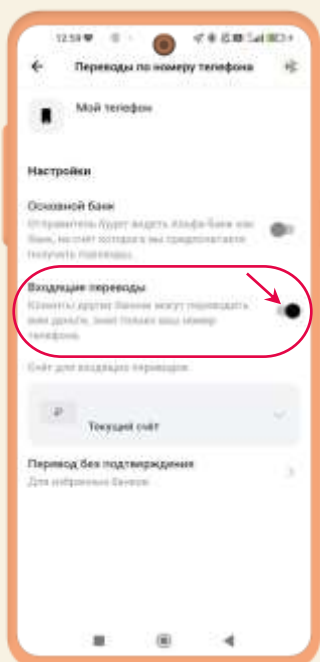 12:59
Переводы по номеру телефона
Мой телефон
Настройки
Основной банк
Отправитель будет видеть Альфа-Банк как
банк, на счёт которого вы предпочитаете
получать переводы.
Входящие переводы
Клиенты других банков могут переводить
вам деньги, зная только ваш номер
телефона.
Счёт для входящих переводов
₽
Текущий счёт
Перевод без подтверждения
Для избранных банков